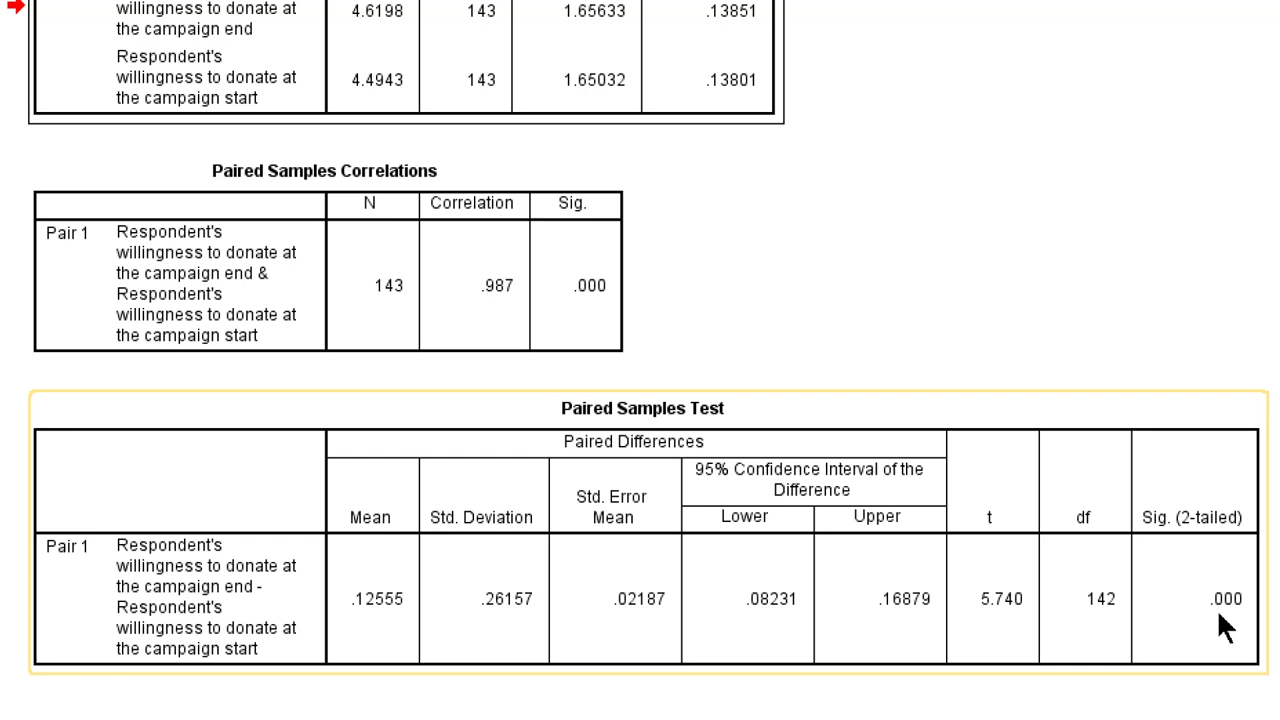 willingness to donate at 4.6198 143 1.65633 .13851
the campaign end
Respondent's
willingness to donate at 4.4943 143 1.65032 .13801
the campaign start
Paired Samples Correlations
N Correlation Sig.
Pair 1 Respondent's
willingness to donate at
the campaign end &
Respondent's 143 .987 .000
willingness to donate at
the campaign start
Paired Samples Test
Paired Differences
95% Confidence Interval of the
Difference
Std. Error
Mean Std. Deviation Mean Lower Upper t df Sig. (2-tailed)
Pair 1 Respondent's
willingness to donate at
the campaign end -
Respondent's .12555 .26157 .02187 .08231 .16879 5.740 142 .000
willingness to donate at
the campaign start